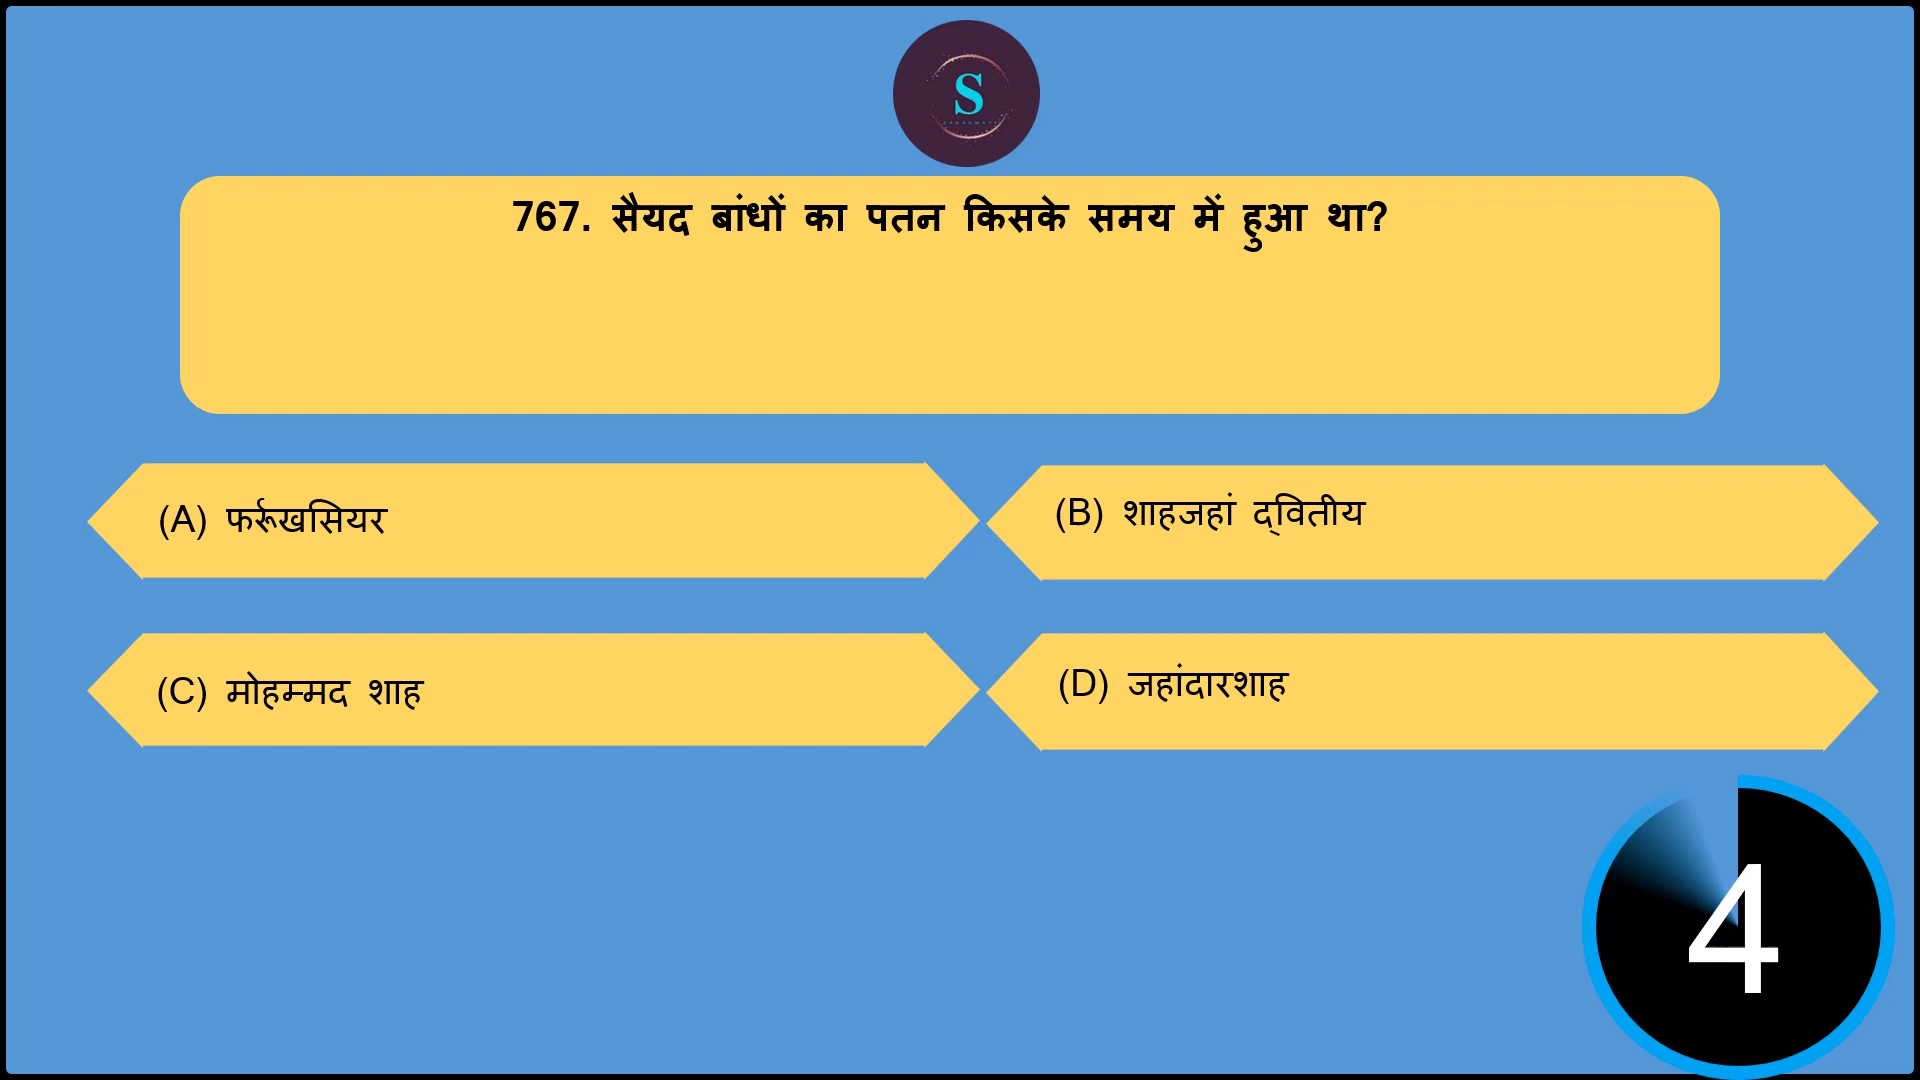 S
767. सैयद बांधों का पतन किसके समय में हुआ था?
(A) फर्रूखसियर
(B) शाहजहां द्वितीय
(C) मोहम्मद शाह
(D) जहांदारशाह
4